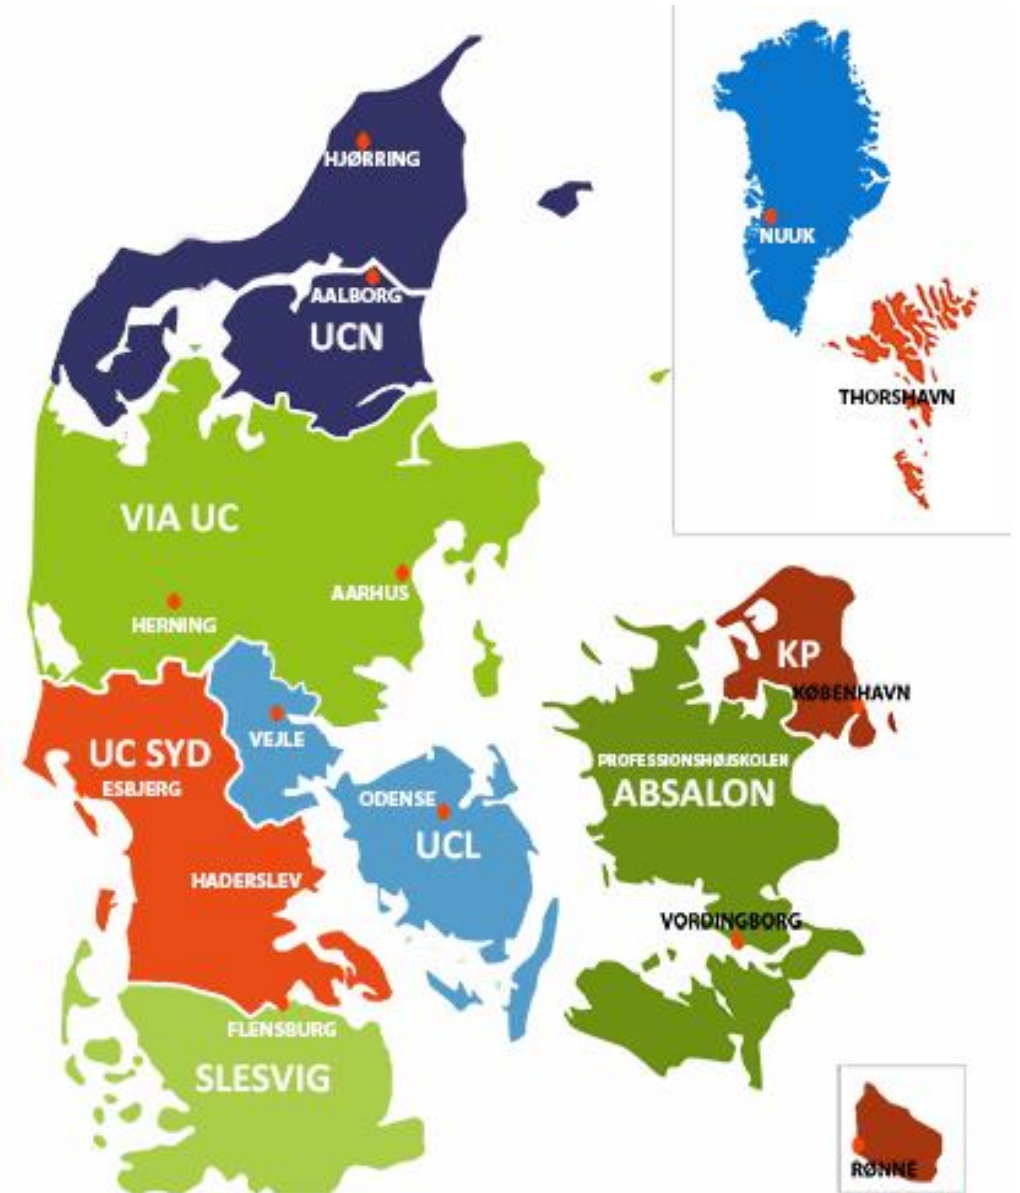 HJØRRING
NUUK
AALBORG
UCN
THORSHAVN
VIA UC
AARHUS
HERNING
KP
KØBENHAVN
VEJLE
UC SYD
ESBJERG
PROFESSIONSHØJSKOLEN
ABSALON
ODENSE
UCL
HADERSLEV
VORDINGBORG
FLENSBURG
SLESVIG
RØNNE